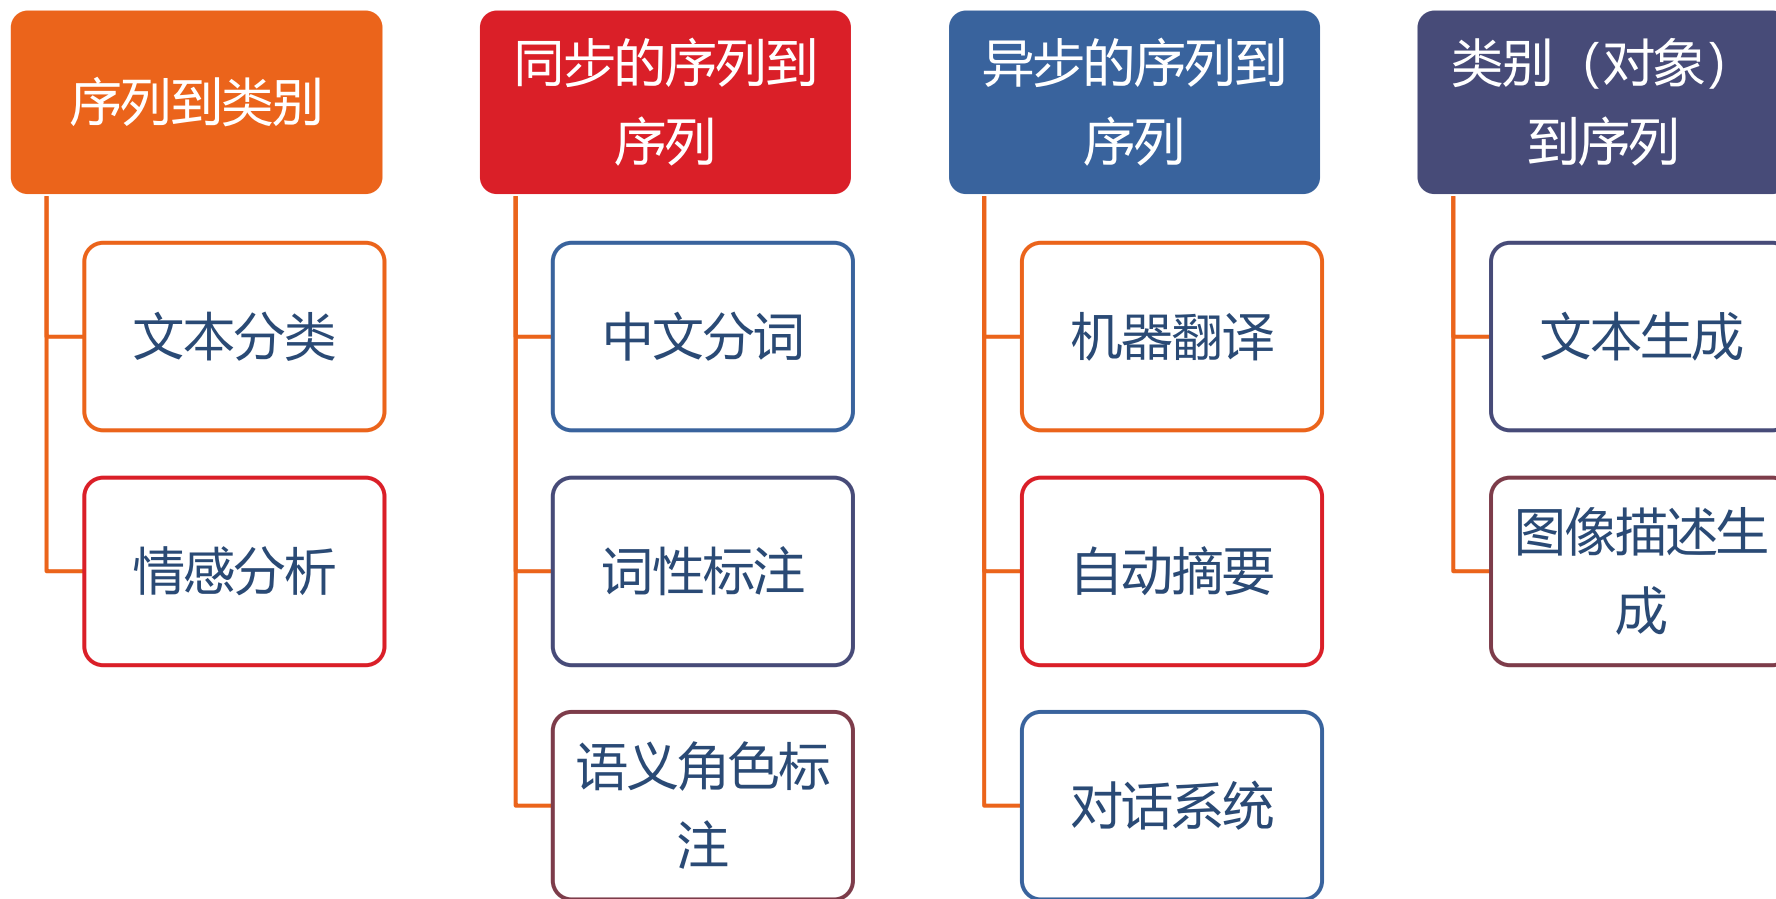 序列到类别
文本分类
情感分析
同步的序列到
序列
中文分词
词性标注
语义角色标
注
异步的序列到
序列
机器翻译
自动摘要
对话系统
类别（对象）
到序列
文本生成
图像描述生
成